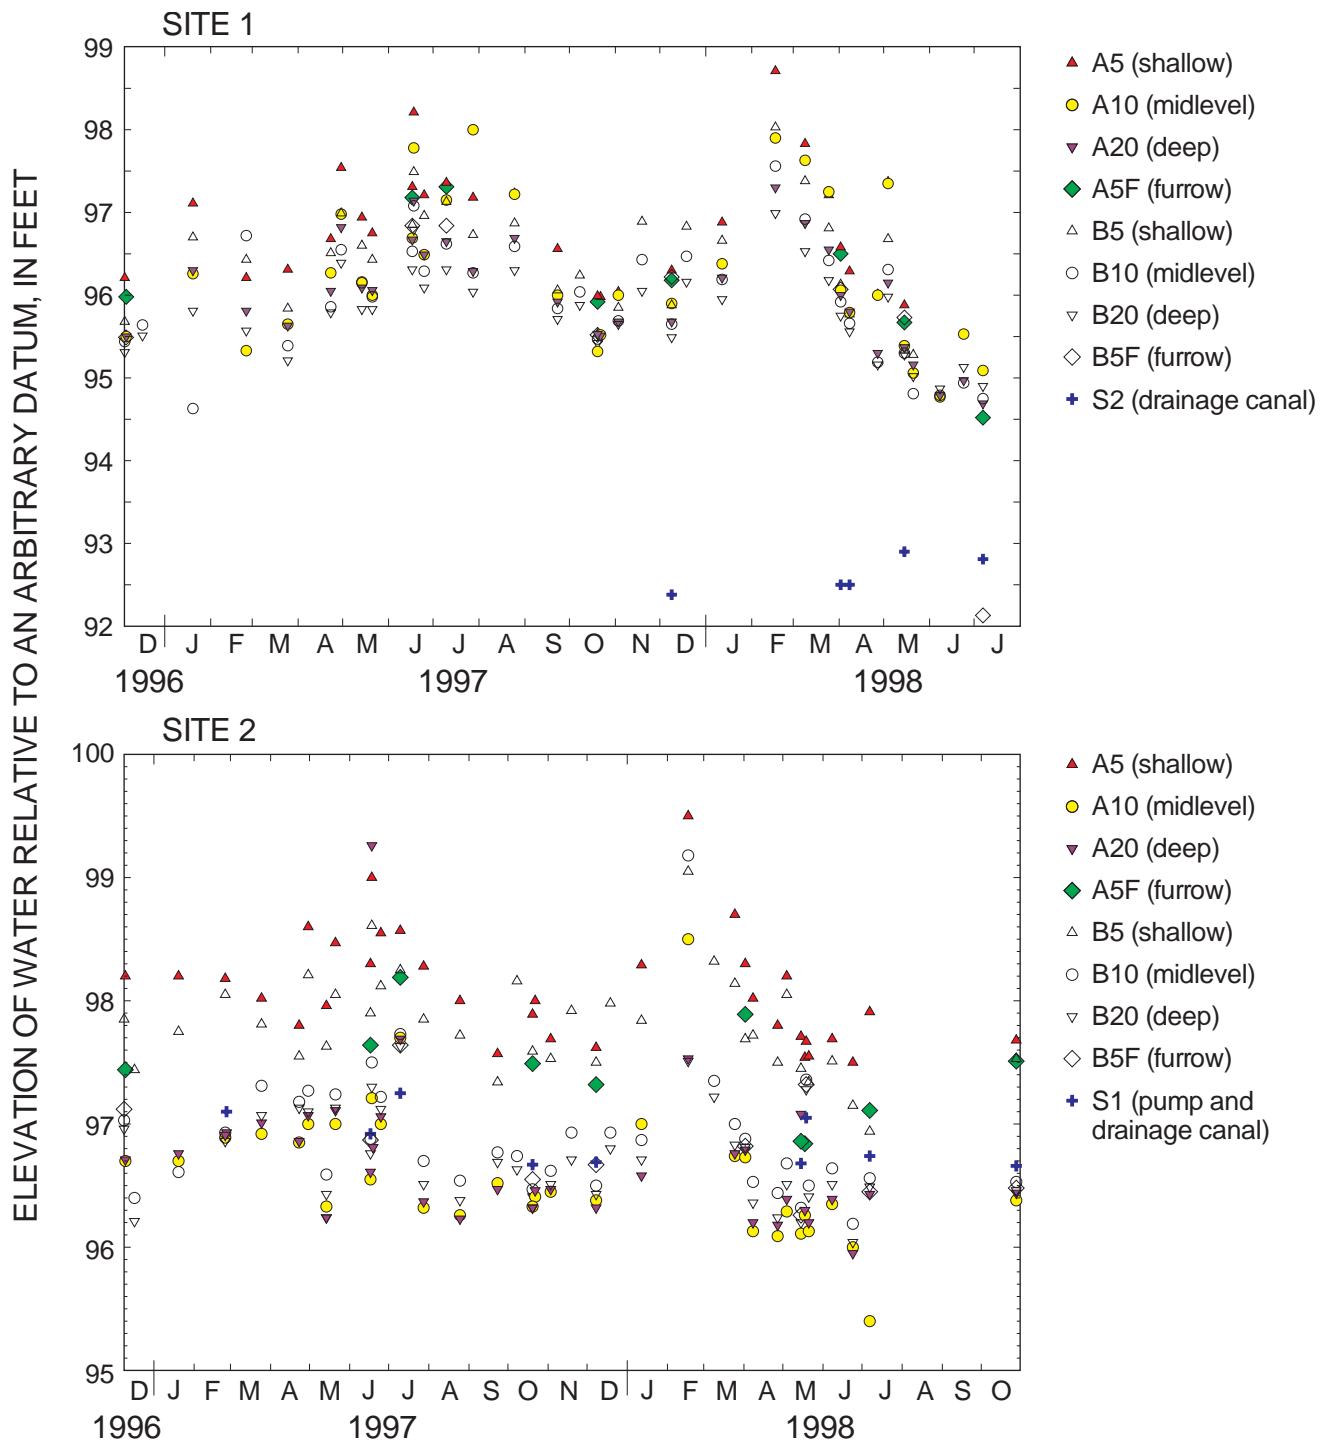 SITE 1
ELEVATION OF WATER RELATIVE TO AN ARBITRARY DATUM, IN FEET
99
98
97
96
95
94
93
92
D J F M A M J J A S O N D J F M A M J J
1996 1997 1998
A5 (shallow)
A10 (midlevel)
A20 (deep)
A5F (furrow)
B5 (shallow)
B10 (midlevel)
B20 (deep)
B5F (furrow)
S2 (drainage canal)
SITE 2
100
99
98
97
96
95
D J F M A M J J A S O N D J F M A M J J A S O
1996 1997 1998
A5 (shallow)
A10 (midlevel)
A20 (deep)
A5F (furrow)
B5 (shallow)
B10 (midlevel)
B20 (deep)
B5F (furrow)
S1 (pump and
drainage canal)